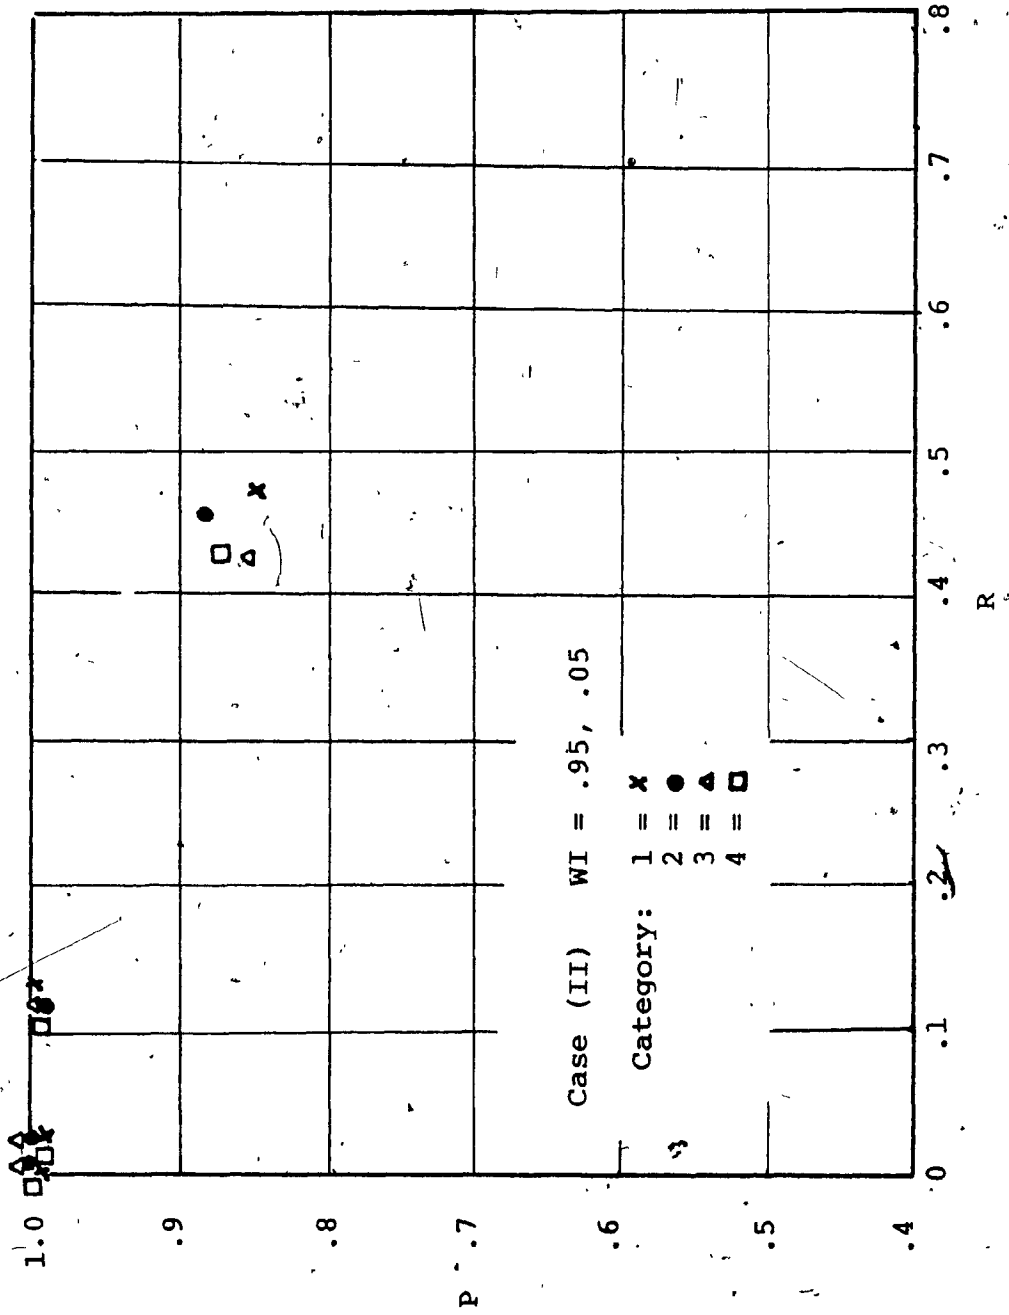 1.0
.9
.8
P .7
.6
.5
.4
0 .1 .2 .3 .4 .5 .6 .7 .8
R
Case (II) WI = .95, .05
Category: 1 = x
2 = ●
3 = △
4 = □